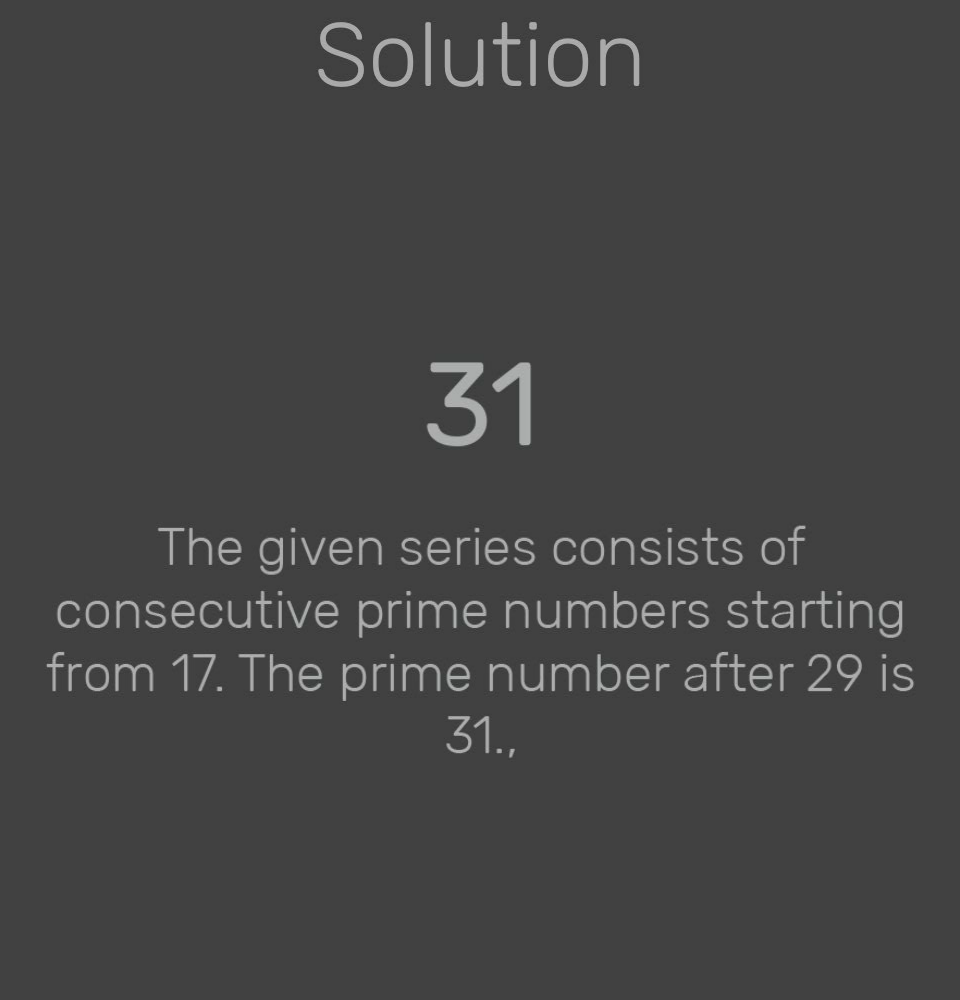 Solution
31
The given series consists of
consecutive prime numbers starting
from 17. The prime number after 29 is
31.,